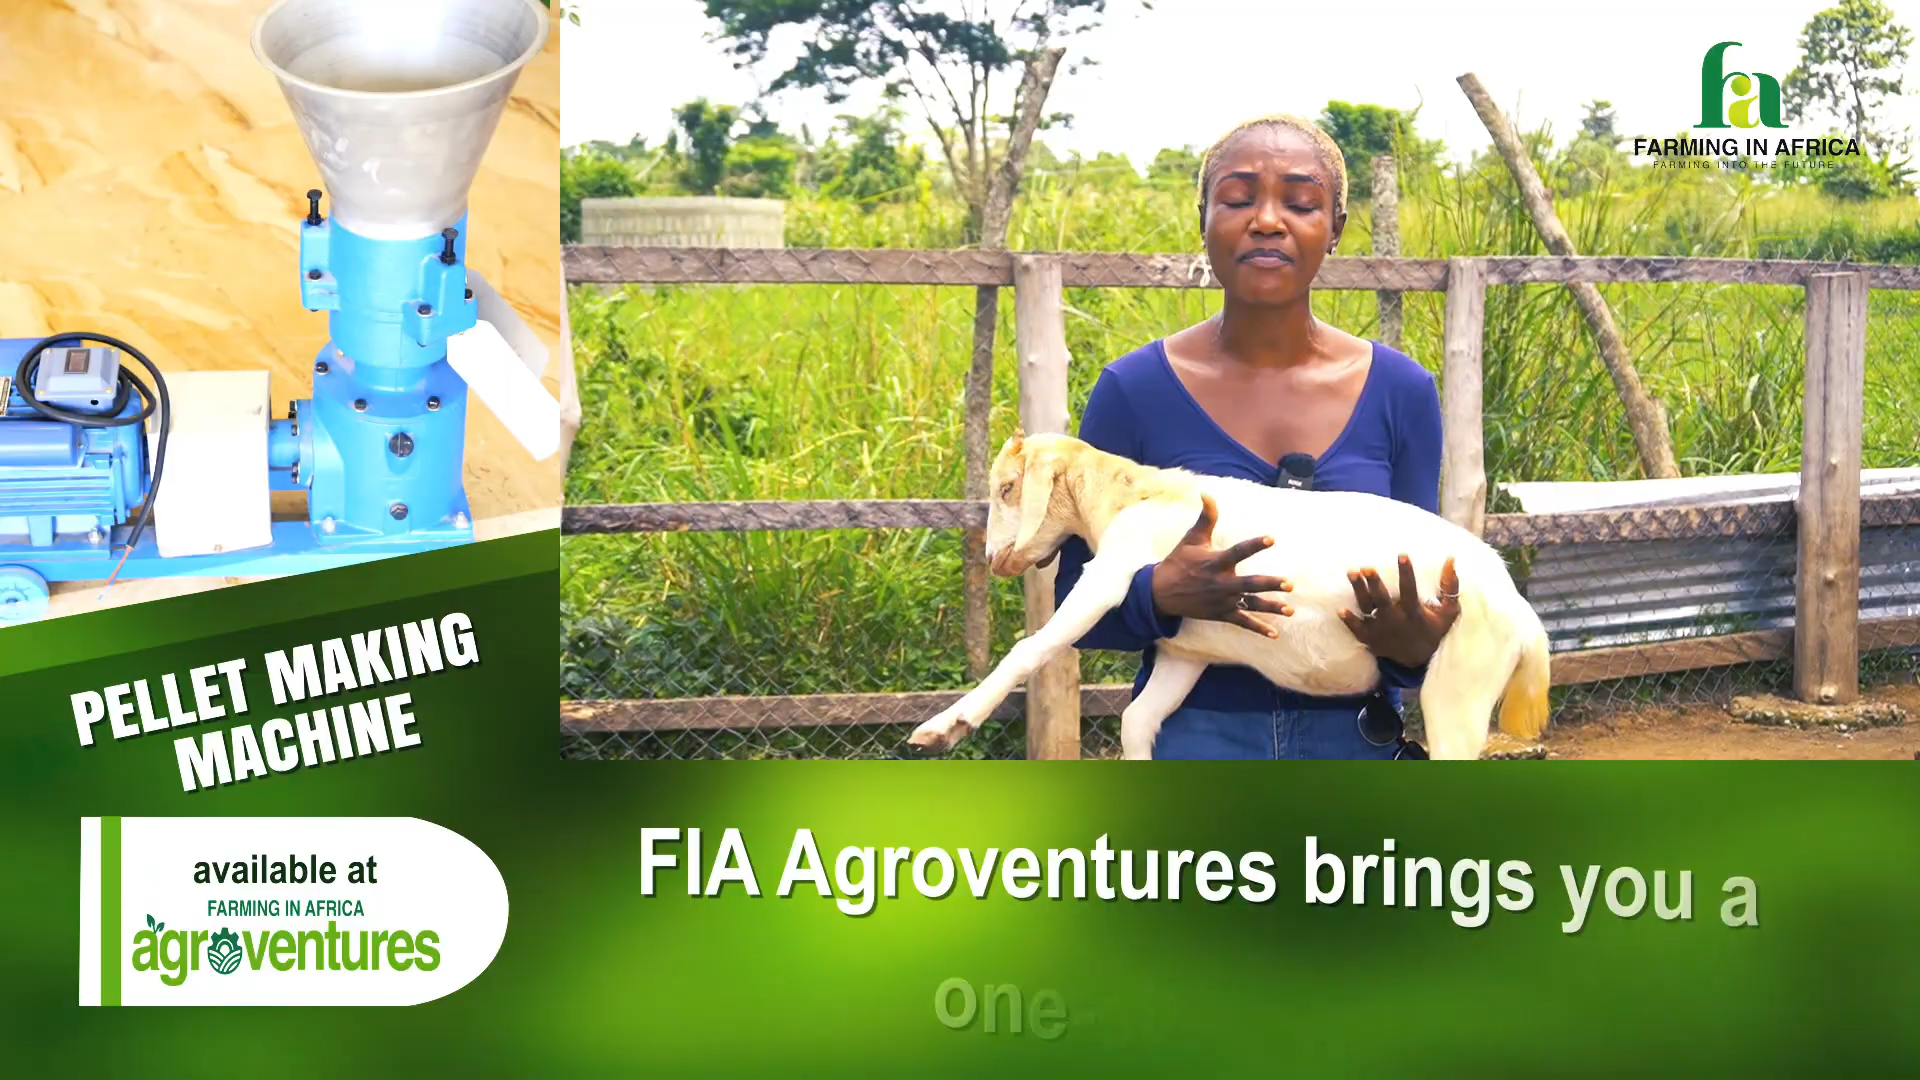 fia
FARMING IN AFRICA
FARMING INTO THE FUTURE
PELLET MAKING
MACHINE
available at
FARMING IN AFRICA
agroventures
FIA Agroventures brings you a
one-